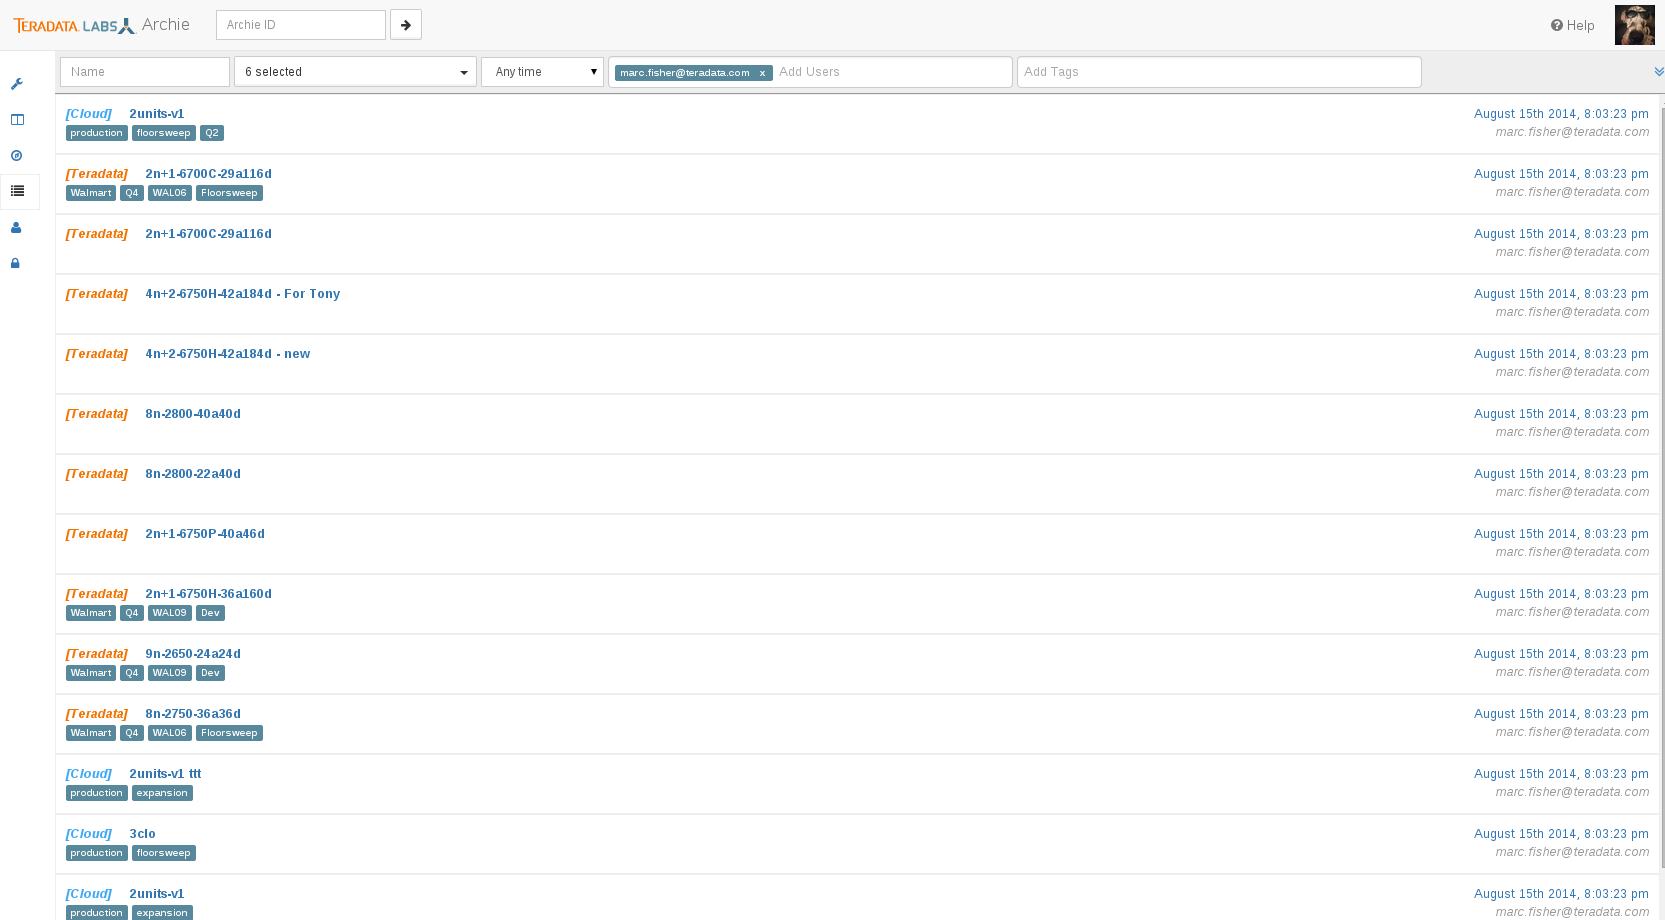 TERADATA LABS Archie Archie ID Help
Name 6 selected Any time marc.fisher@teradata.com x Add Users Add Tags
[Cloud] 2units-v1 August 15th 2014, 8:03:23 pm
production floorsweep Q2 marc.fisher@teradata.com
[Teradata] 2n+1-6700C-29a116d August 15th 2014, 8:03:23 pm
Walmart Q4 WAL06 Floorsweep marc.fisher@teradata.com
[Teradata] 2n+1-6700C-29a116d August 15th 2014, 8:03:23 pm
marc.fisher@teradata.com
[Teradata] 4n+2-6750H-42a184d - For Tony August 15th 2014, 8:03:23 pm
marc.fisher@teradata.com
[Teradata] 4n+2-6750H-42a184d - new August 15th 2014, 8:03:23 pm
marc.fisher@teradata.com
[Teradata] 8n-2800-40a40d August 15th 2014, 8:03:23 pm
marc.fisher@teradata.com
[Teradata] 8n-2800-22a40d August 15th 2014, 8:03:23 pm
marc.fisher@teradata.com
[Teradata] 2n+1-6750P-40a46d August 15th 2014, 8:03:23 pm
marc.fisher@teradata.com
[Teradata] 2n+1-6750H-36a160d August 15th 2014, 8:03:23 pm
Walmart Q4 WAL09 Dev marc.fisher@teradata.com
[Teradata] 9n-2650-24a24d August 15th 2014, 8:03:23 pm
Walmart Q4 WAL09 Dev marc.fisher@teradata.com
[Teradata] 8n-2750-36a36d August 15th 2014, 8:03:23 pm
Walmart Q4 WAL06 Floorsweep marc.fisher@teradata.com
[Cloud] 2units-v1 ttt August 15th 2014, 8:03:23 pm
production expansion marc.fisher@teradata.com
[Cloud] 3clo August 15th 2014, 8:03:23 pm
production floorsweep marc.fisher@teradata.com
[Cloud] 2units-v1 August 15th 2014, 8:03:23 pm
production expansion marc.fisher@teradata.com